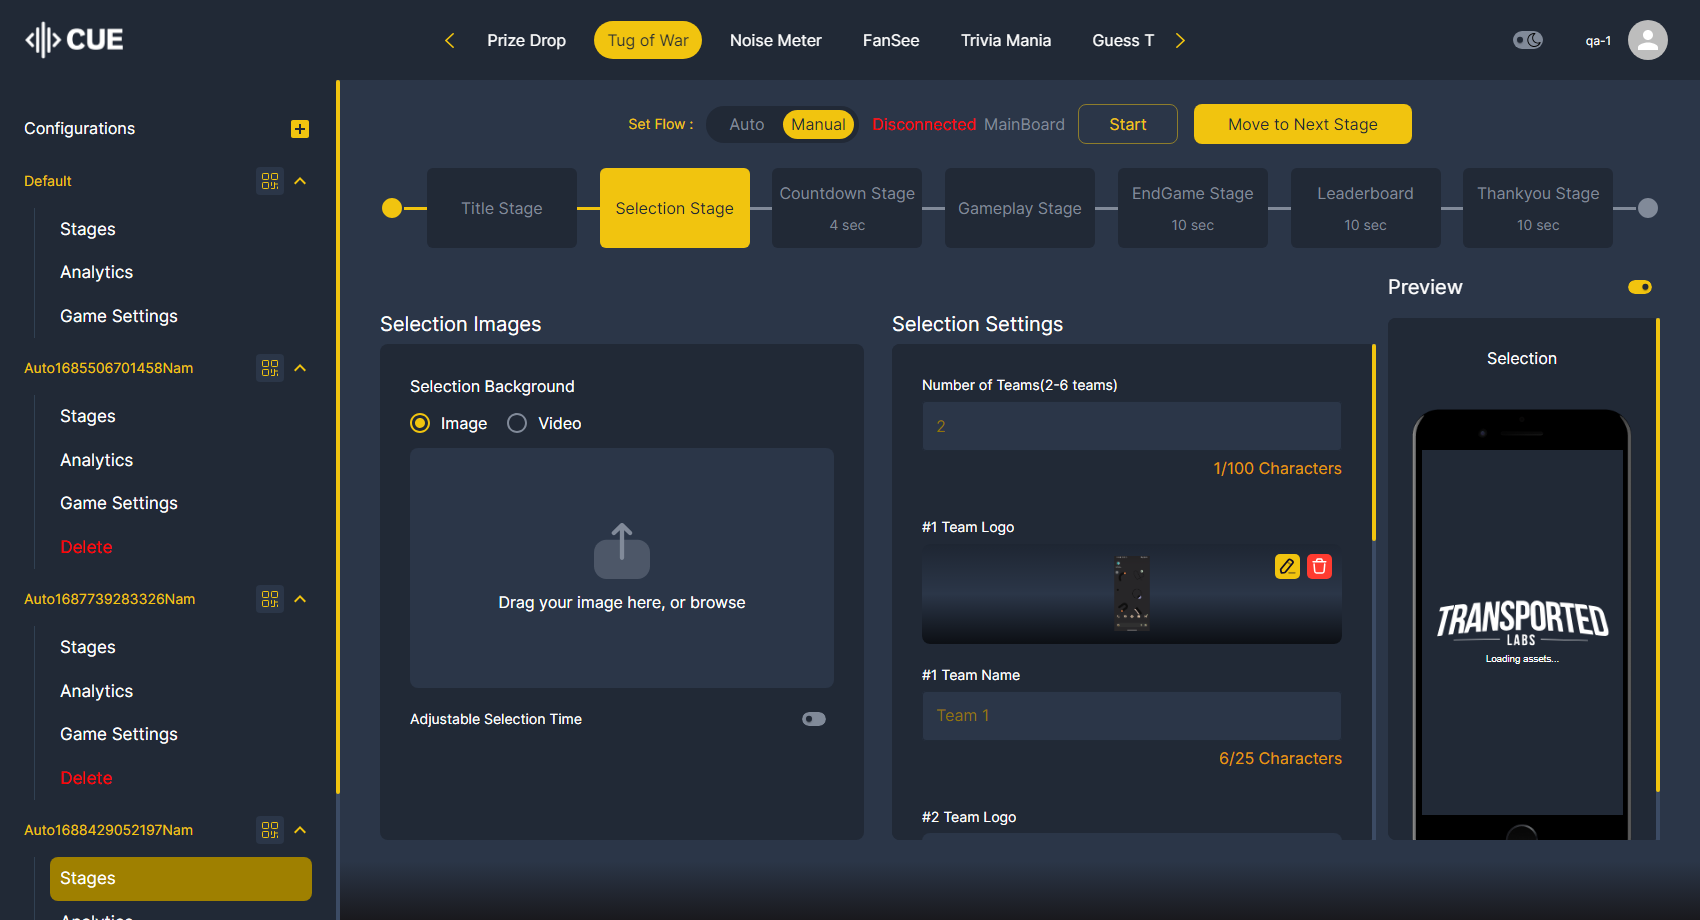 CUE
Prize Drop
Tug of War
Noise Meter
FanSee
Trivia Mania
Guess T
qa-1
Configurations
Default
Stages
Analytics
Game Settings
Auto1685506701458Nam
Stages
Analytics
Game Settings
Delete
Auto1687739283326Nam
Stages
Analytics
Game Settings
Delete
Auto1688429052197Nam
Stages
Analytics
Set Flow :
Auto
Manual
Disconnected MainBoard
Start
Move to Next Stage
Title Stage
Selection Stage
Countdown Stage
4 sec
Gameplay Stage
EndGame Stage
10 sec
Leaderboard
10 sec
Thankyou Stage
10 sec
Selection Images
Selection Background
Image
Video
Drag your image here, or browse
Adjustable Selection Time
Selection Settings
Number of Teams(2-6 teams)
2
1/100 Characters
#1 Team Logo
#1 Team Name
Team 1
6/25 Characters
#2 Team Logo
Preview
Selection
TRANSPORTED
LABS
Loading assets...